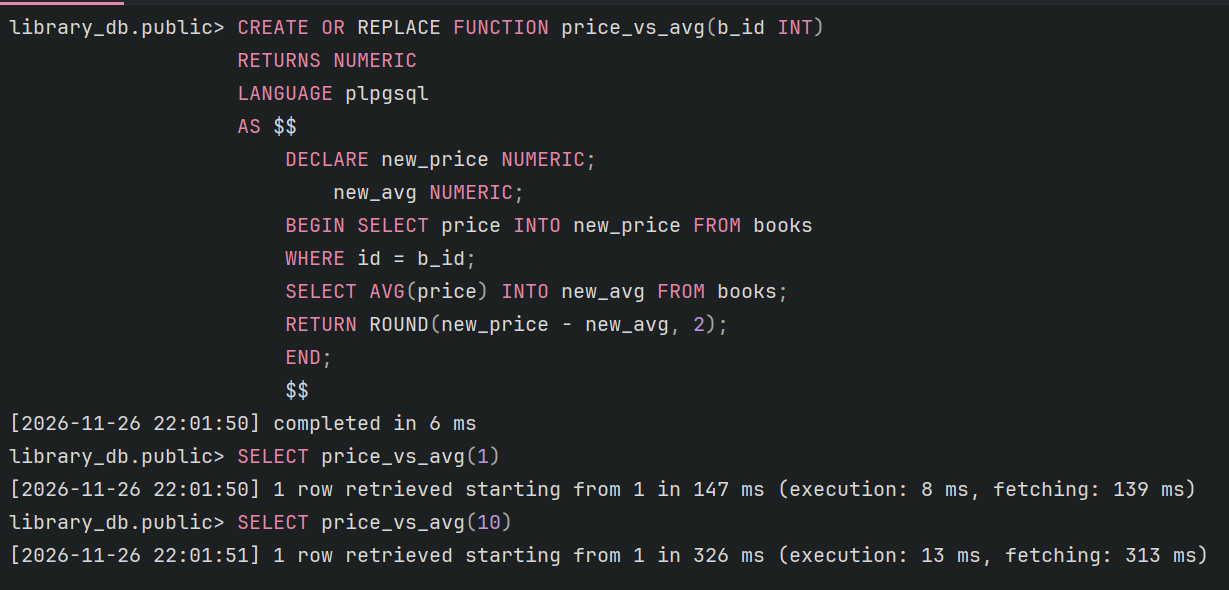 library_db.public> CREATE OR REPLACE FUNCTION price_vs_avg(b_id INT)
RETURNS NUMERIC
LANGUAGE plpgsql
AS $$
DECLARE new_price NUMERIC;
new_avg NUMERIC;
BEGIN SELECT price INTO new_price FROM books
WHERE id = b_id;
SELECT AVG(price) INTO new_avg FROM books;
RETURN ROUND(new_price - new_avg, 2);
END;
$$
[2026-11-26 22:01:50] completed in 6 ms
library_db.public> SELECT price_vs_avg(1)
[2026-11-26 22:01:50] 1 row retrieved starting from 1 in 147 ms (execution: 8 ms, fetching: 139 ms)
library_db.public> SELECT price_vs_avg(10)
[2026-11-26 22:01:51] 1 row retrieved starting from 1 in 326 ms (execution: 13 ms, fetching: 313 ms)